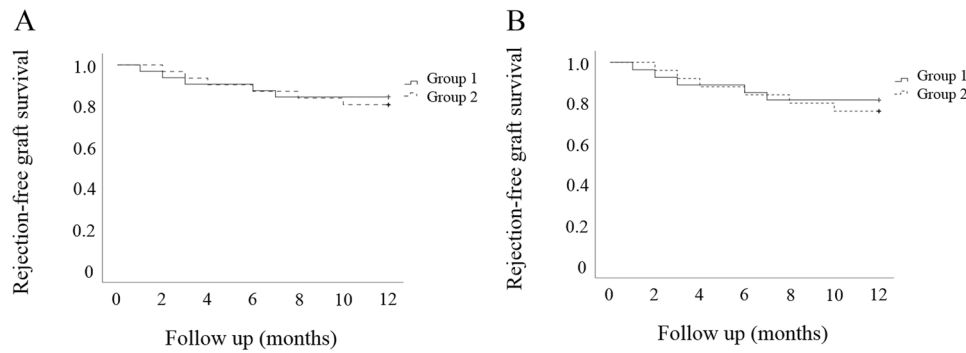 A
Rejection-free graft survival
1.0
0.8
0.6
0.4
0.2
0
0 2 4 6 8 10 12
Follow up (months)
Group 1
Group 2
B
Rejection-free graft survival
1.0
0.8
0.6
0.4
0.2
0
0 2 4 6 8 10 12
Follow up (months)
Group 1
Group 2